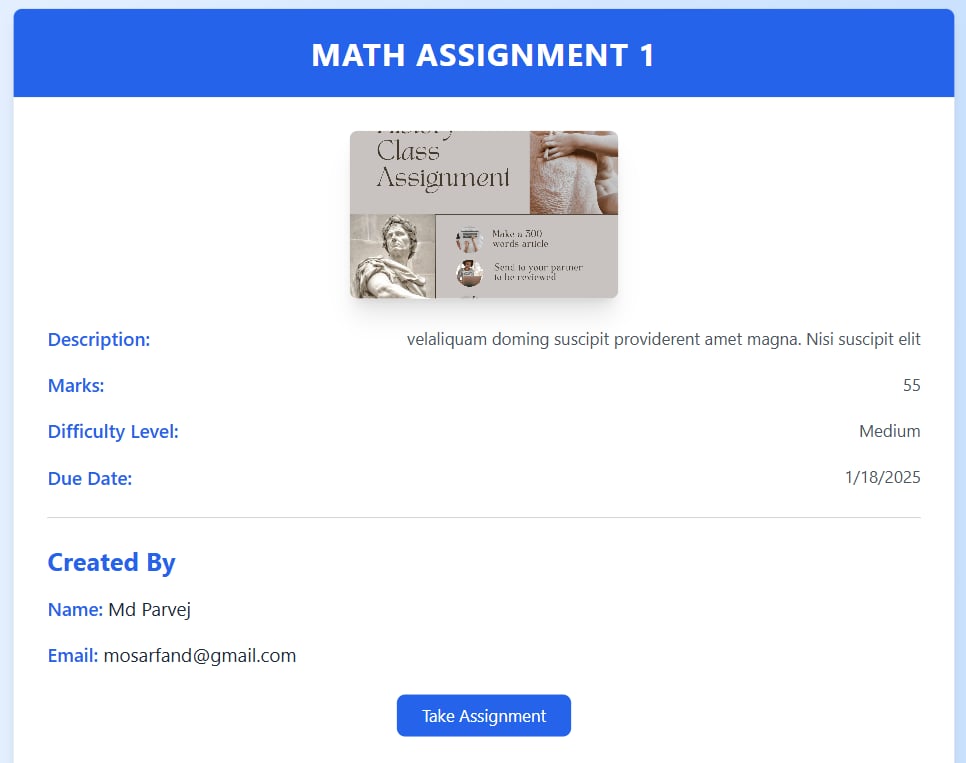 MATH ASSIGNMENT 1
Class
Assignment
Make a 500
words article
Send to your partner
to be reviewed
Description: velaliquam doming suscipit providerent amet magna. Nisi suscipit elit
Marks: 55
Difficulty Level: Medium
Due Date: 1/18/2025
Created By
Name: Md Parvej
Email: mosarfand@gmail.com
Take Assignment